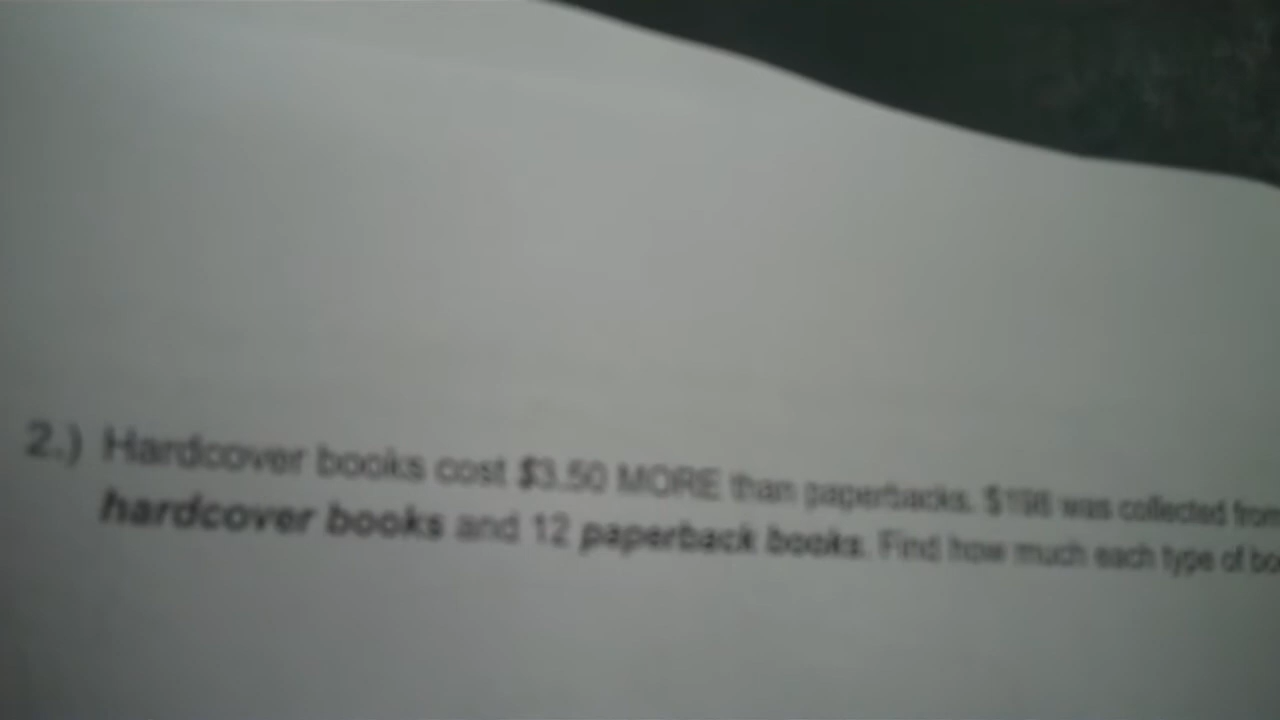 2.) Hardcover books cost $3.50 MORE than paperbacks. $198 was collected from
hardcover books and 12 paperback books. Find how much each type of bo